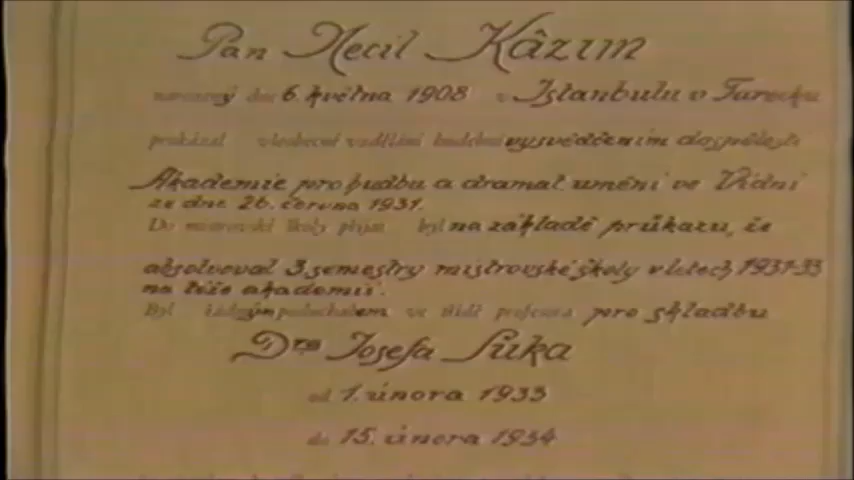 Pan Necil Kâzım
narozený dne 6. května 1908 v Istanbulu v Turecku
prokázal všeobecné vzdělání hudební vysvědčením dospělosti
Akademie pro hudbu a dramat. umění ve Vídni
ze dne 26. června 1931.
Do mistrovské školy přijat byl na základě průkazu, že
absolvoval 3. semestry mistrovské školy v letech 1931-33
na téže akademii.
Byl řádným posluchačem ve třídě profesora pro skladbu
Dra Josefa Suka
od 1. února 1933
do 15. února 1934